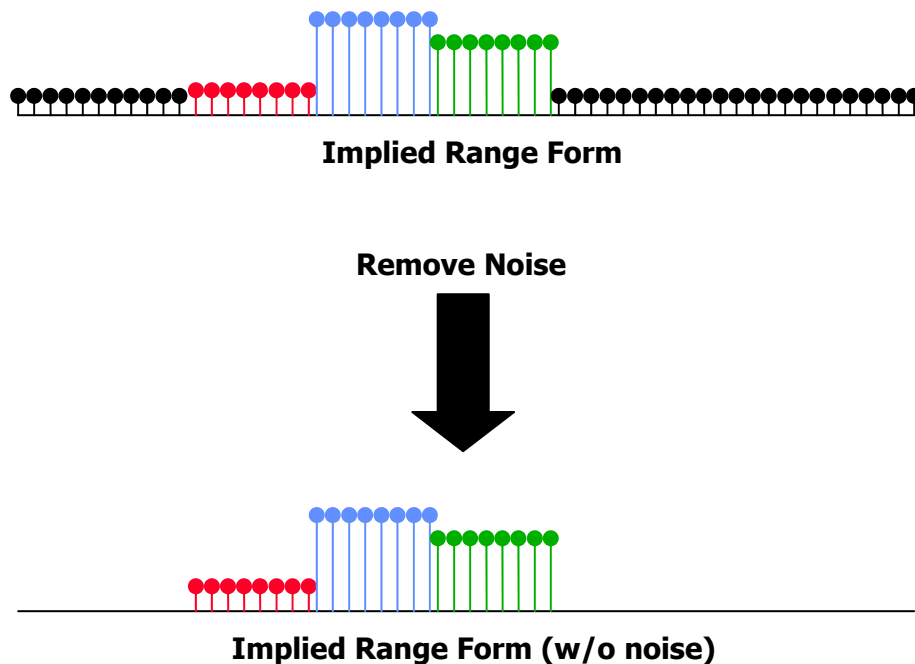 Implied Range Form
Remove Noise
Implied Range Form (w/o noise)